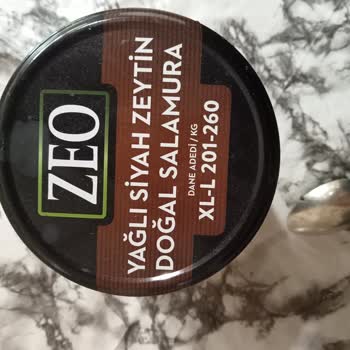 ZEO
YAĞLI SİYAH ZEYTİN
DOĞAL SALAMURA
DANE ADEDİ / KG
XL-L 201-260